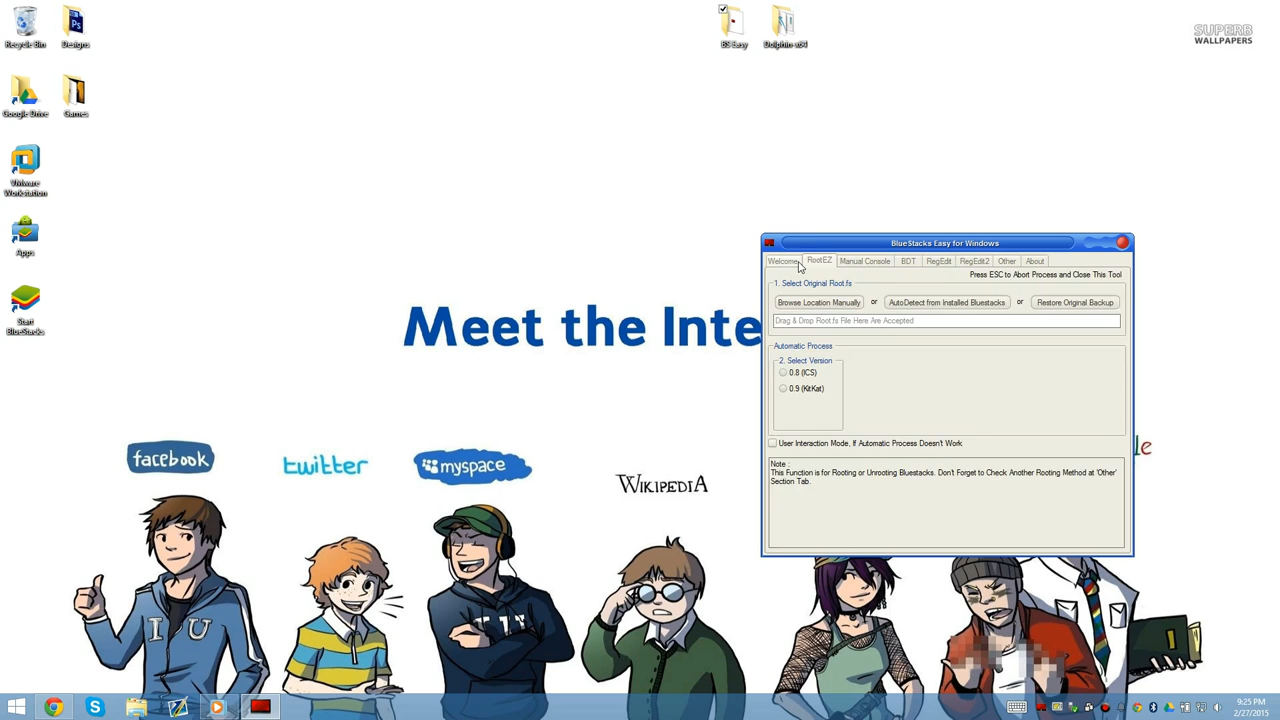 Recycle Bin
Designs
BS Easy
Dolphin-x64
SUPERB
WALLPAPERS
Google Drive
Games
VMware
Workstation
Apps
Start
BlueStacks
Meet the Inte
BlueStacks Easy for Windows
Welcome
RootEZ
Manual Console
BDT
RegEdit
RegEdit2
Other
About
Press ESC to Abort Process and Close This Tool
1. Select Original Root.fs
Browse Location Manually
or
AutoDetect from Installed Bluestacks
or
Restore Original Backup
Drag & Drop Root.fs File Here Are Accepted
Automatic Process
2. Select Version
0.8 (ICS)
0.9 (KitKat)
User Interaction Mode, If Automatic Process Doesn't Work
Note :
This Function is for Rooting or Unrooting Bluestacks. Don't Forget to Check Another Rooting Method at 'Other'
Section Tab.
facebook
twitter
myspace
WIKIPEDIA
le
I
U
9:25 PM
2/27/2015